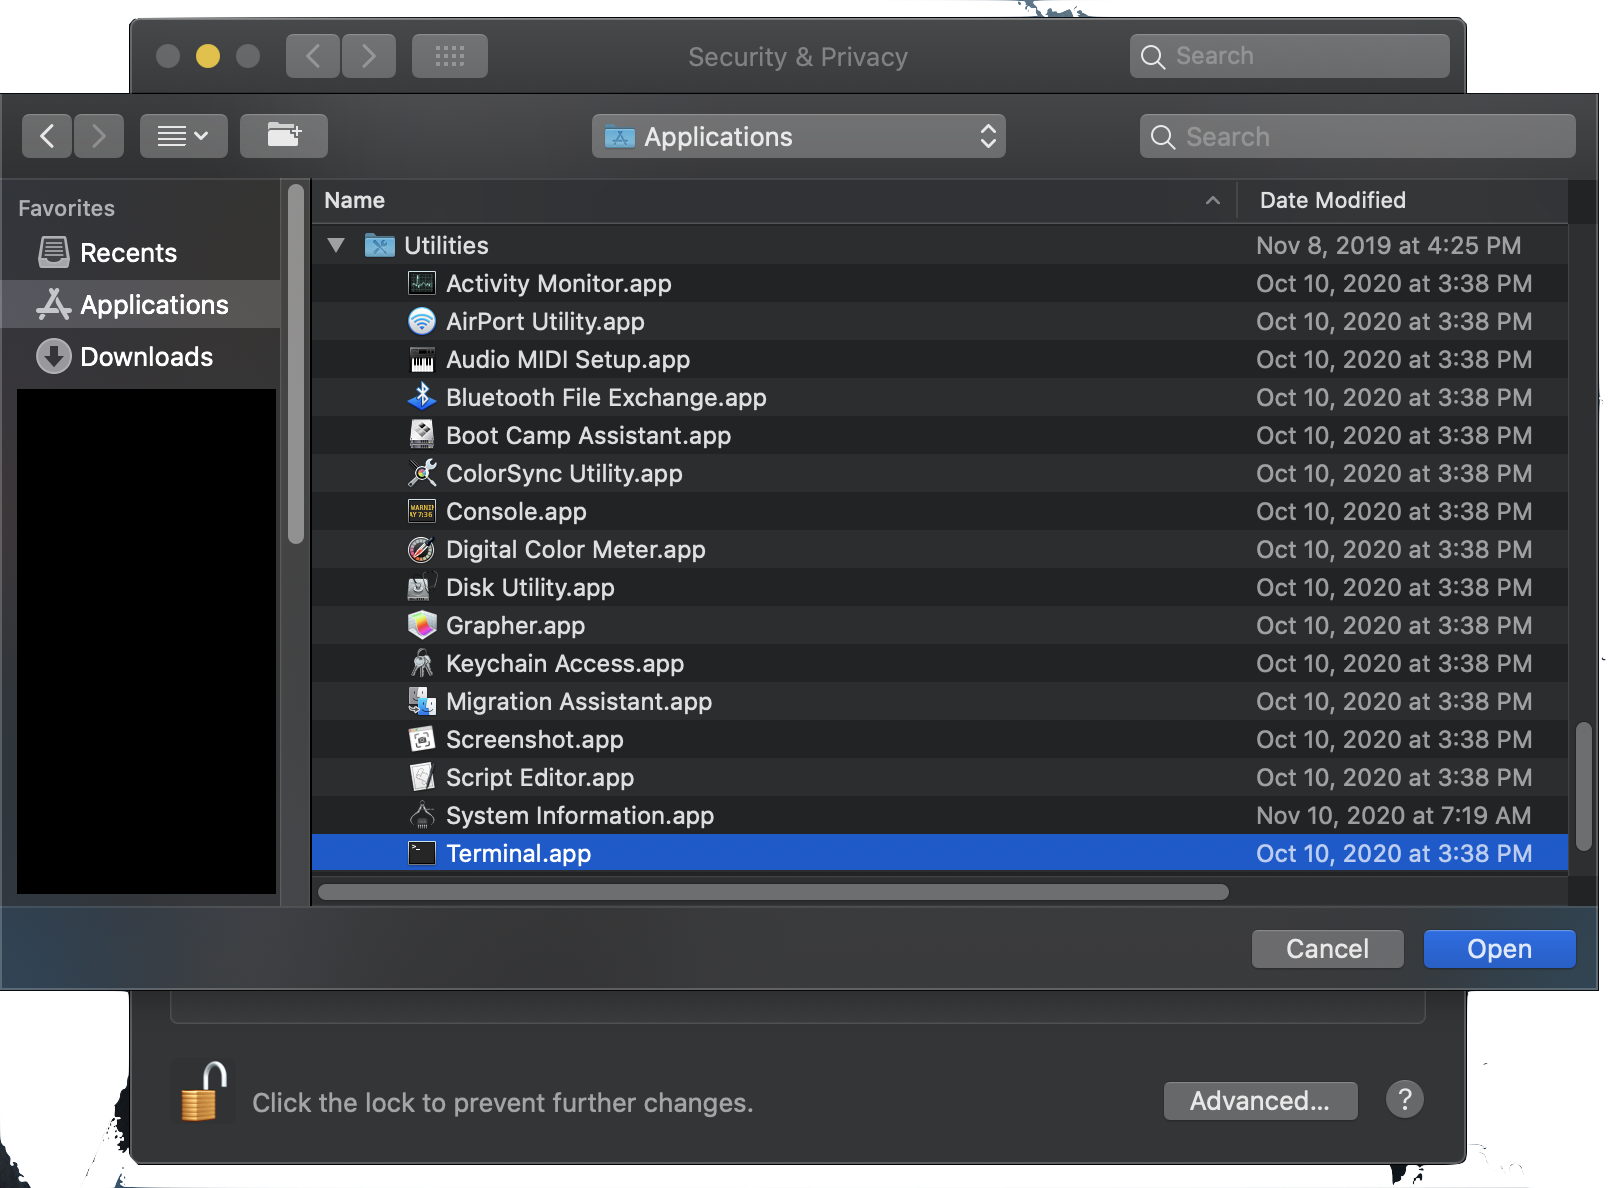 Security & Privacy
Search
Applications
Search
Favorites
Recents
Applications
Downloads
Name
Date Modified
Utilities Nov 8, 2019 at 4:25 PM
Activity Monitor.app Oct 10, 2020 at 3:38 PM
AirPort Utility.app Oct 10, 2020 at 3:38 PM
Audio MIDI Setup.app Oct 10, 2020 at 3:38 PM
Bluetooth File Exchange.app Oct 10, 2020 at 3:38 PM
Boot Camp Assistant.app Oct 10, 2020 at 3:38 PM
ColorSync Utility.app Oct 10, 2020 at 3:38 PM
WARNIN
AY 7:36
Console.app Oct 10, 2020 at 3:38 PM
Digital Color Meter.app Oct 10, 2020 at 3:38 PM
Disk Utility.app Oct 10, 2020 at 3:38 PM
Grapher.app Oct 10, 2020 at 3:38 PM
Keychain Access.app Oct 10, 2020 at 3:38 PM
Migration Assistant.app Oct 10, 2020 at 3:38 PM
Screenshot.app Oct 10, 2020 at 3:38 PM
Script Editor.app Oct 10, 2020 at 3:38 PM
System Information.app Nov 10, 2020 at 7:19 AM
Terminal.app Oct 10, 2020 at 3:38 PM
Cancel
Open
Click the lock to prevent further changes.
Advanced...
?